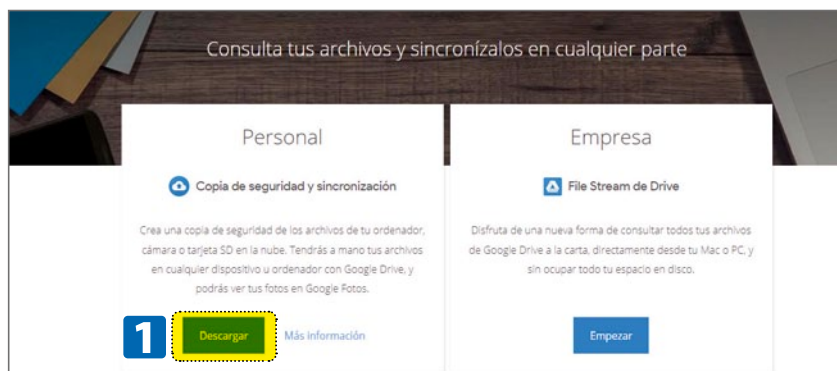 Consulta tus archivos y sincronízalos en cualquier parte
Personal
Copia de seguridad y sincronización
Crea una copia de seguridad de los archivos de tu ordenador,
cámara o tarjeta SD en la nube. Tendrás a mano tus archivos
en cualquier dispositivo u ordenador con Google Drive, y
podrás ver tus fotos en Google Fotos.
1
Descargar
Más información
Empresa
File Stream de Drive
Disfruta de una nueva forma de consultar todos tus archivos
de Google Drive a la carta, directamente desde tu Mac o PC, y
sin ocupar todo tu espacio en disco.
Empezar